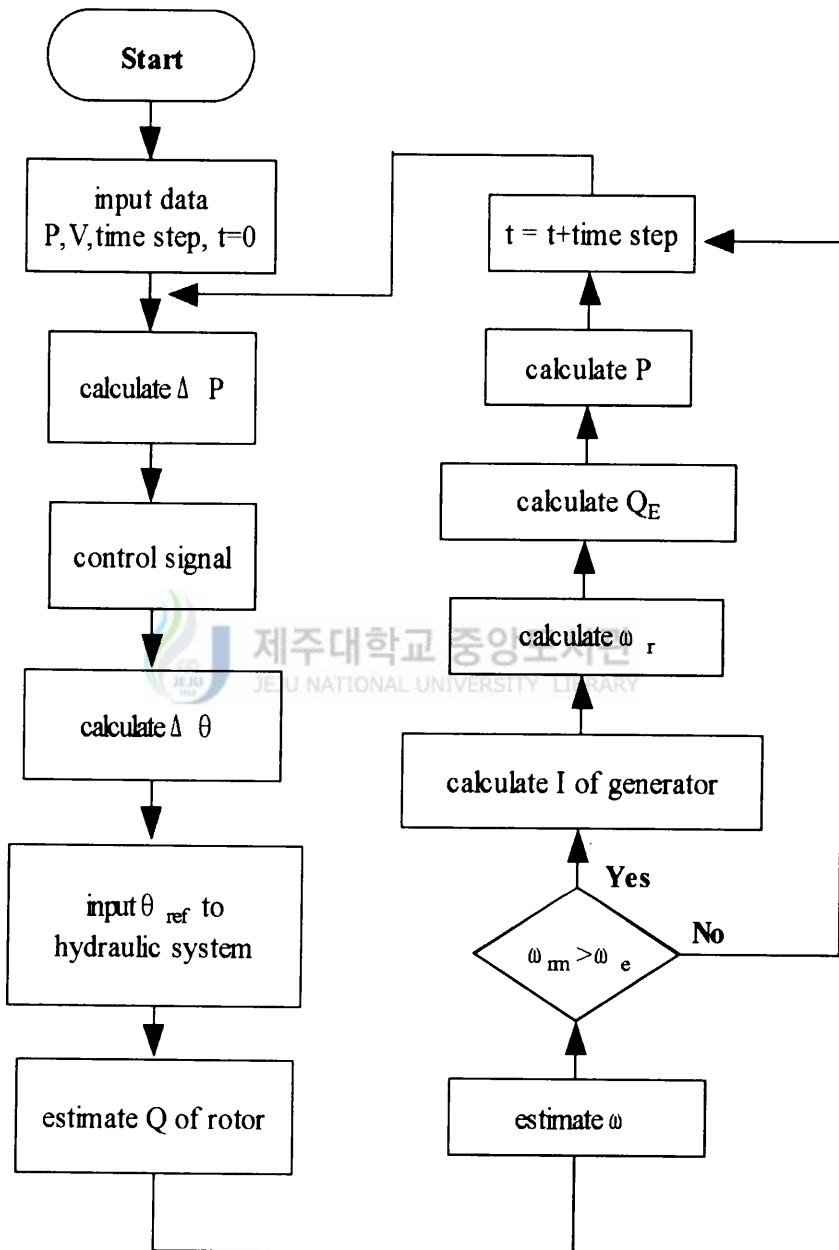 Start
input data
P,V,time step, t=0
calculate Δ P
control signal
calculate Δ θ
input θ ref to
hydraulic system
estimate Q of rotor
t = t+time step
calculate P
calculate QE
calculate ω r
calculate I of generator
Yes
No
ω rm >ω e
estimate ω
제주대학교 중앙도서관
JEJU NATIONAL UNIVERSITY LIBRARY
JEJU
1952